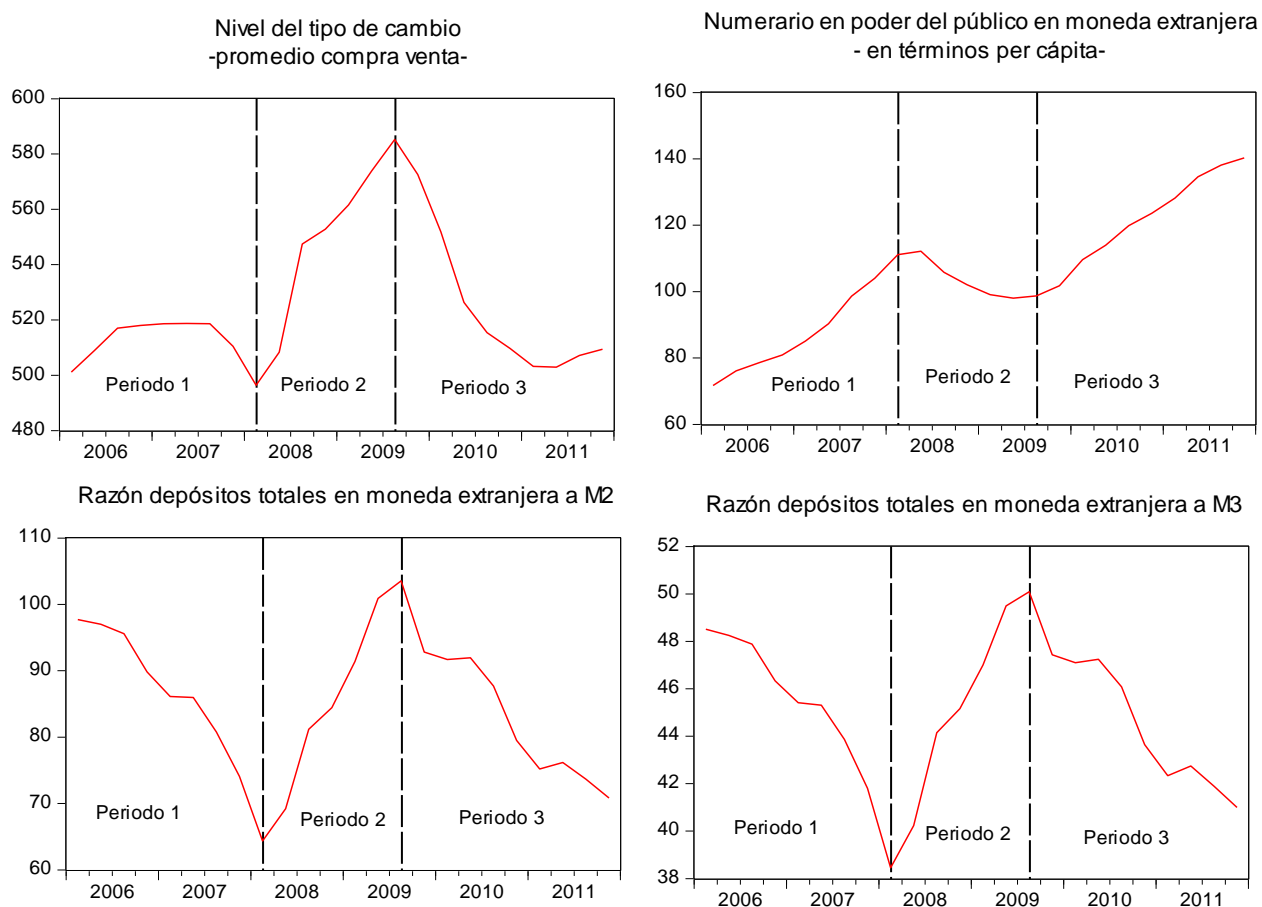 Nivel del tipo de cambio
-promedio compra venta-
600
580
560
540
520
500
480
Periodo 1
Periodo 2
Periodo 3
2006 2007 2008 2009 2010 2011
Numerario en poder del público en moneda extranjera
- en términos per cápita-
160
140
120
100
80
60
Periodo 1
Periodo 2
Periodo 3
2006 2007 2008 2009 2010 2011
Razón depósitos totales en moneda extranjera a M2
110
100
90
80
70
60
Periodo 1
Periodo 2
Periodo 3
2006 2007 2008 2009 2010 2011
Razón depósitos totales en moneda extranjera a M3
52
50
48
46
44
42
40
38
Periodo 1
Periodo 2
Periodo 3
2006 2007 2008 2009 2010 2011